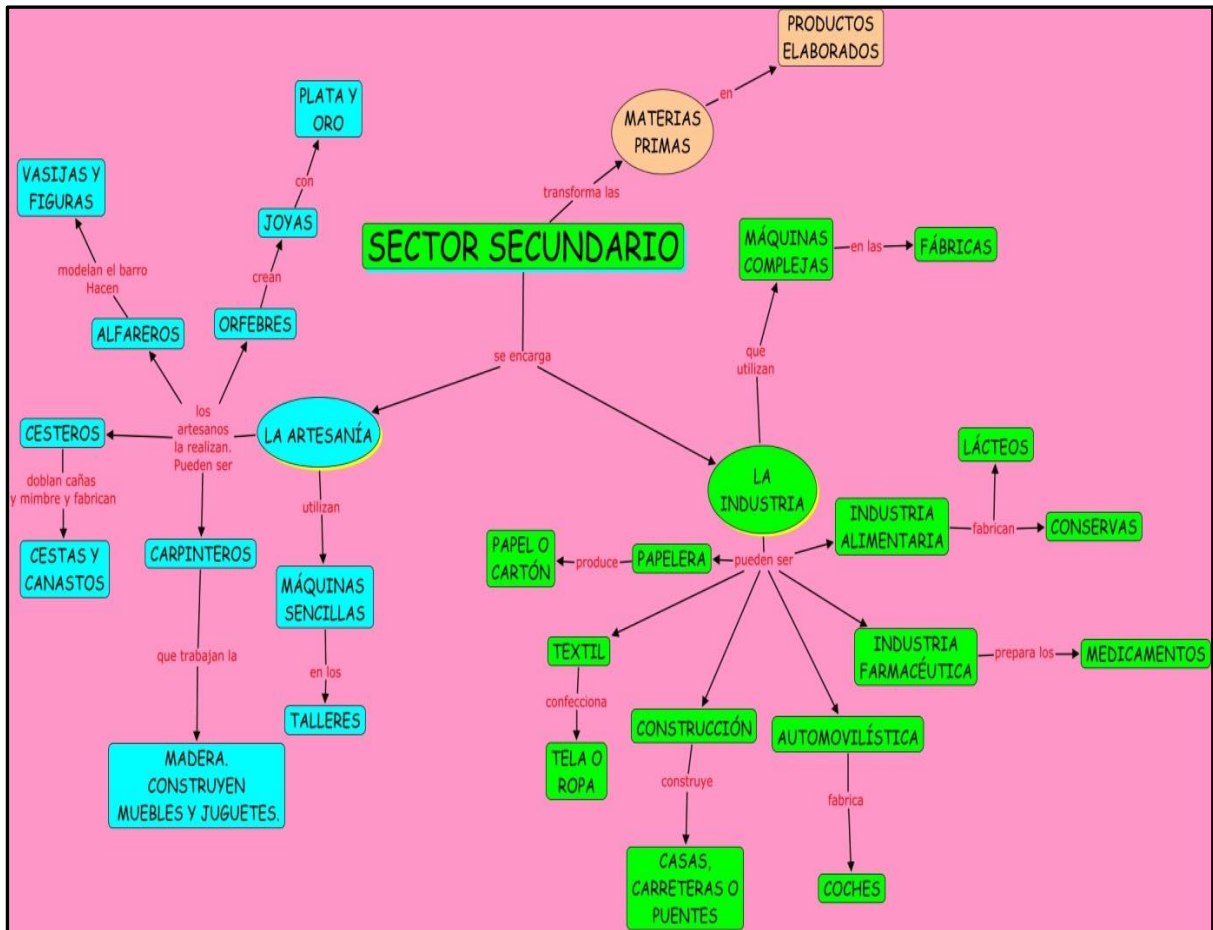 PRODUCTOS
ELABORADOS
en
MATERIAS
PRIMAS
transforma las
SECTOR SECUNDARIO
se encarga
PLATA Y
ORO
con
JOYAS
crean
ORFEBRES
VASIJAS Y
FIGURAS
modelan el barro
Hacen
ALFAREROS
los
artesanos
la realizan.
Pueden ser
LA ARTESANÍA
CESTEROS
doblan cañas
y mimbre y fabrican
CESTAS Y
CANASTOS
CARPINTEROS
que trabajan la
MADERA.
CONSTRUYEN
MUEBLES Y JUGUETES.
utilizan
MÁQUINAS
SENCILLAS
en los
TALLERES
MÁQUINAS
COMPLEJAS
en las
FÁBRICAS
que
utilizan
LA
INDUSTRIA
pueden ser
INDUSTRIA
ALIMENTARIA
fabrican
LÁCTEOS
CONSERVAS
PAPELERA
produce
PAPEL O
CARTÓN
TEXTIL
confecciona
TELA O
ROPA
CONSTRUCCIÓN
construye
CASAS,
CARRETERAS O
PUENTES
AUTOMOVILÍSTICA
fabrica
COCHES
INDUSTRIA
FARMACÉUTICA
prepara los
MEDICAMENTOS